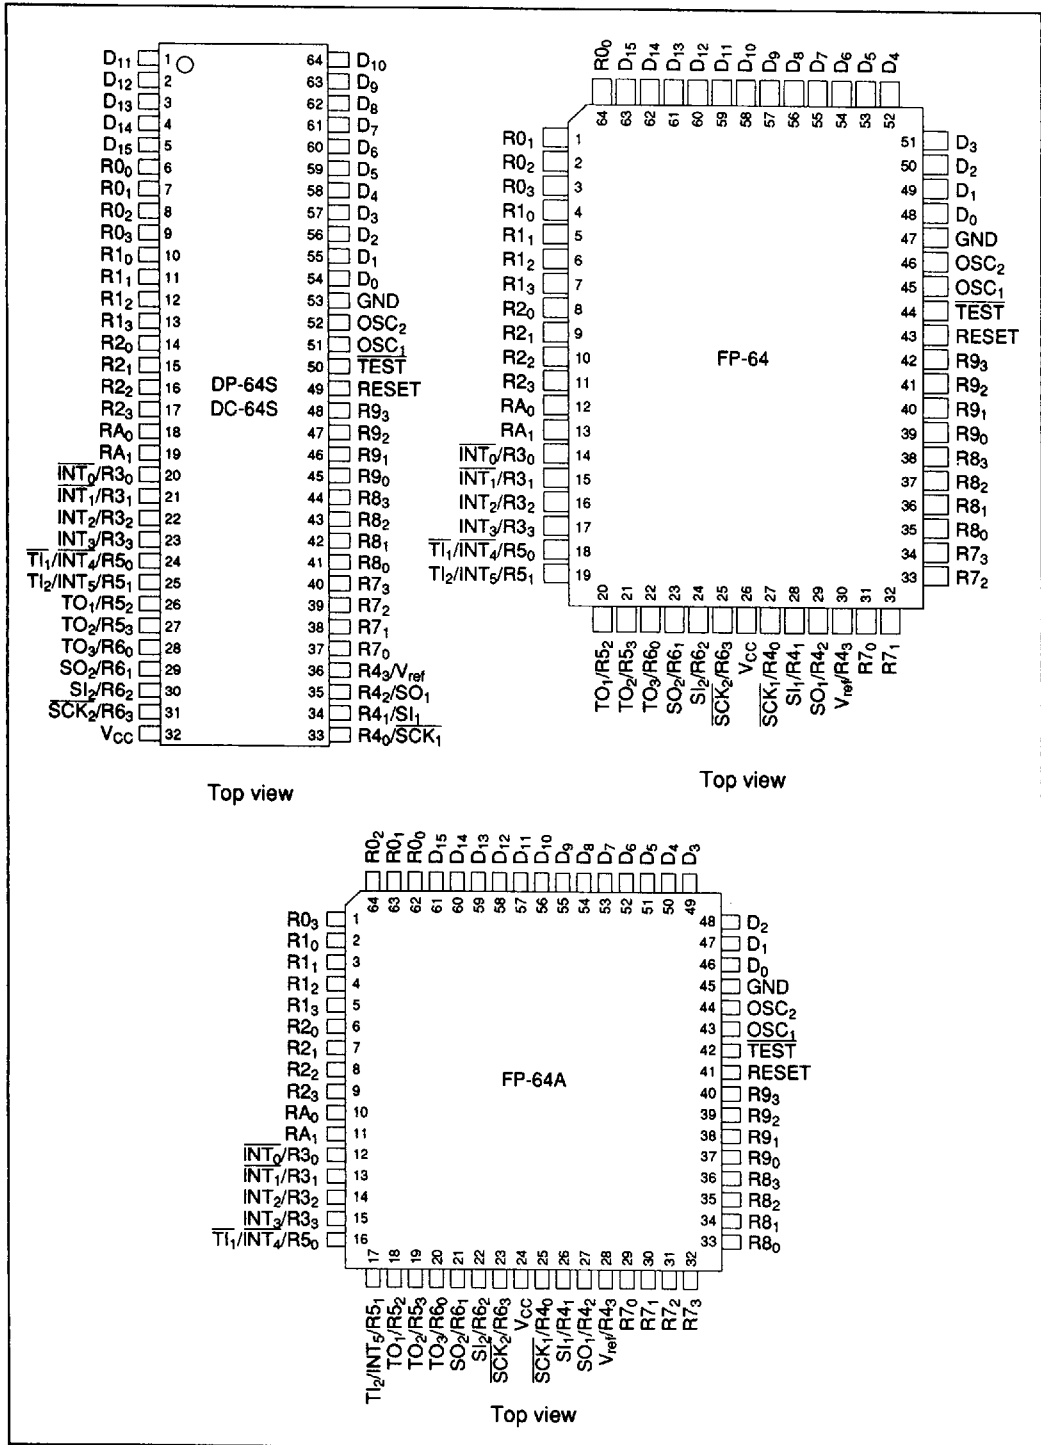 D11 1 64 D10
D12 2 63 D9
D13 3 62 D8
D14 4 61 D7
D15 5 60 D6
R00 6 59 D5
R01 7 58 D4
R02 8 57 D3
R03 9 56 D2
R10 10 55 D1
R11 11 54 D0
R12 12 53 GND
R13 13 52 OSC2
R20 14 51 OSC1
R21 15 50 TEST
R22 16 DP-64S 49 RESET
R23 17 DC-64S 48 R93
RA0 18 47 R92
RA1 19 46 R91
INT0/R30 20 45 R90
INT1/R31 21 44 R83
INT2/R32 22 43 R82
INT3/R33 23 42 R81
TI1/INT4/R50 24 41 R80
TI2/INT5/R51 25 40 R73
TO1/R52 26 39 R72
TO2/R53 27 38 R71
TO3/R60 28 37 R70
SO2/R61 29 36 R43/Vref
SI2/R62 30 35 R42/SO1
SCK2/R63 31 34 R41/SI1
VCC 32 33 R40/SCK1
Top view
R00 D15 D14 D13 D12 D11 D10 D9 D8 D7 D6 D5 D4
64 63 62 61 60 59 58 57 56 55 54 53 52
R01 1 51 D3
R02 2 50 D2
R03 3 49 D1
R10 4 48 D0
R11 5 47 GND
R12 6 46 OSC2
R13 7 45 OSC1
R20 8 44 TEST
R21 9 43 RESET
R22 10 FP-64 42 R93
R23 11 41 R92
RA0 12 40 R91
RA1 13 39 R90
INT0/R30 14 38 R83
INT1/R31 15 37 R82
INT2/R32 16 36 R81
INT3/R33 17 35 R80
TI1/INT4/R50 18 34 R73
TI2/INT5/R51 19 33 R72
20 21 22 23 24 25 26 27 28 29 30 31 32
TO1/R52 TO2/R53 TO3/R60 SO2/R61 SI2/R62 SCK2/R63 VCC SCK1/R40 SI1/R41 SO1/R42 Vref/R43 R70 R71
Top view
R02 R01 R00 D15 D14 D13 D12 D11 D10 D9 D8 D7 D6 D5 D4 D3
64 63 62 61 60 59 58 57 56 55 54 53 52 51 50 49
R03 1 48 D2
R10 2 47 D1
R11 3 46 D0
R12 4 45 GND
R13 5 44 OSC2
R20 6 43 OSC1
R21 7 42 TEST
R22 8 FP-64A 41 RESET
R23 9 40 R93
RA0 10 39 R92
RA1 11 38 R91
INT0/R30 12 37 R90
INT1/R31 13 36 R83
INT2/R32 14 35 R82
INT3/R33 15 34 R81
TI1/INT4/R50 16 33 R80
17 18 19 20 21 22 23 24 25 26 27 28 29 30 31 32
TI2/INT5/R51 TO1/R52 TO2/R53 TO3/R60 SO2/R61 SI2/R62 SCK2/R63 VCC SCK1/R40 SI1/R41 SO1/R42 Vref/R43 R70 R71 R72 R73
Top view